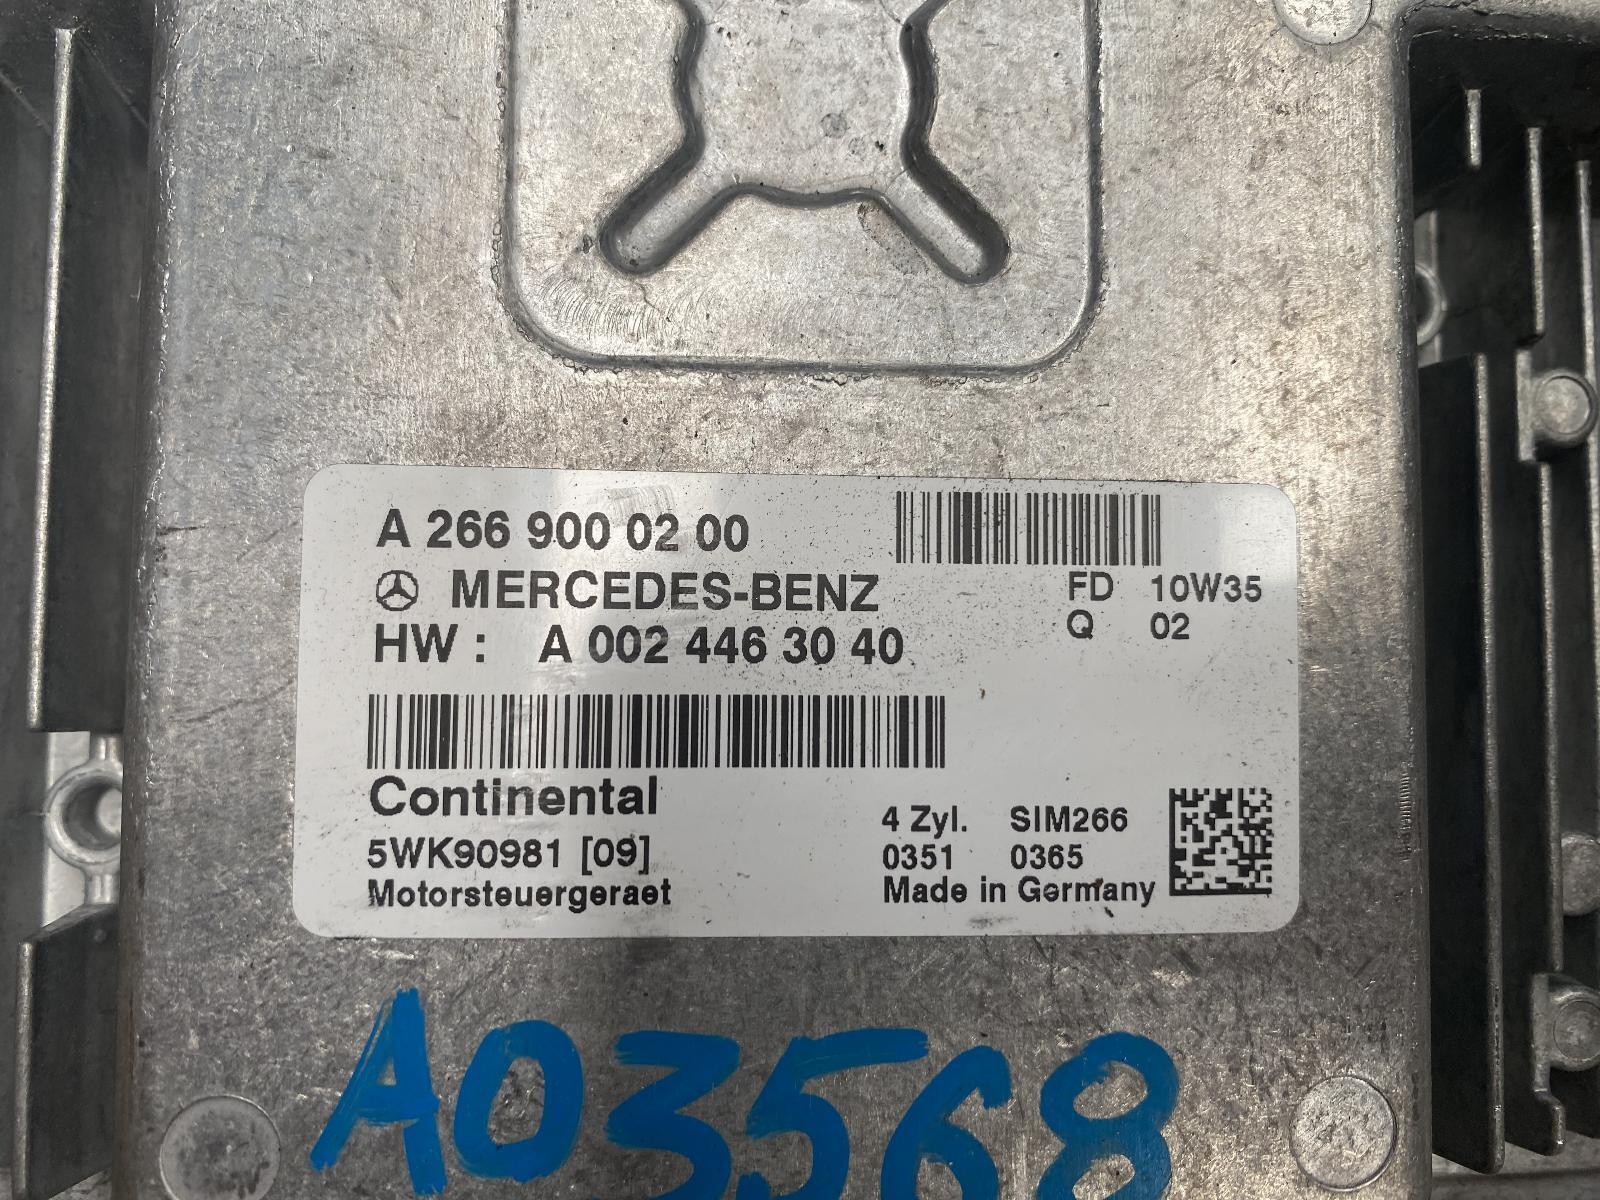 A 266 900 02 00
MERCEDES-BENZ
HW : A 002 446 30 40
FD 10W35
Q 02
Continental
5WK90981 [09]
Motorsteuergeraet
4 Zyl. SIM266
0351 0365
Made in Germany
A03568